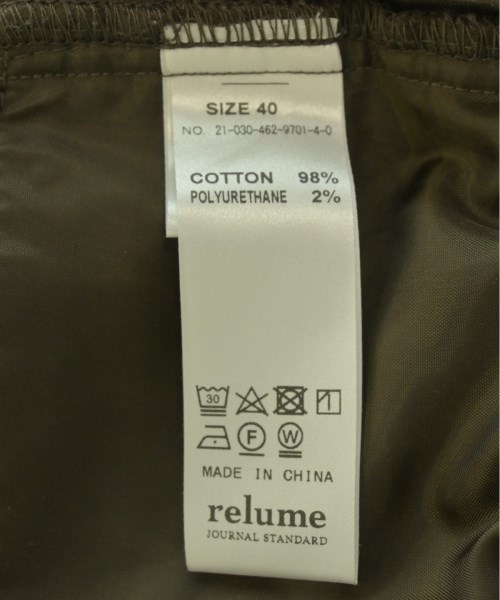 SIZE 40
NO. 21-030-462-9701-4-0
COTTON 98%
POLYURETHANE 2%
30
F W
MADE IN CHINA
relume
JOURNAL STANDARD